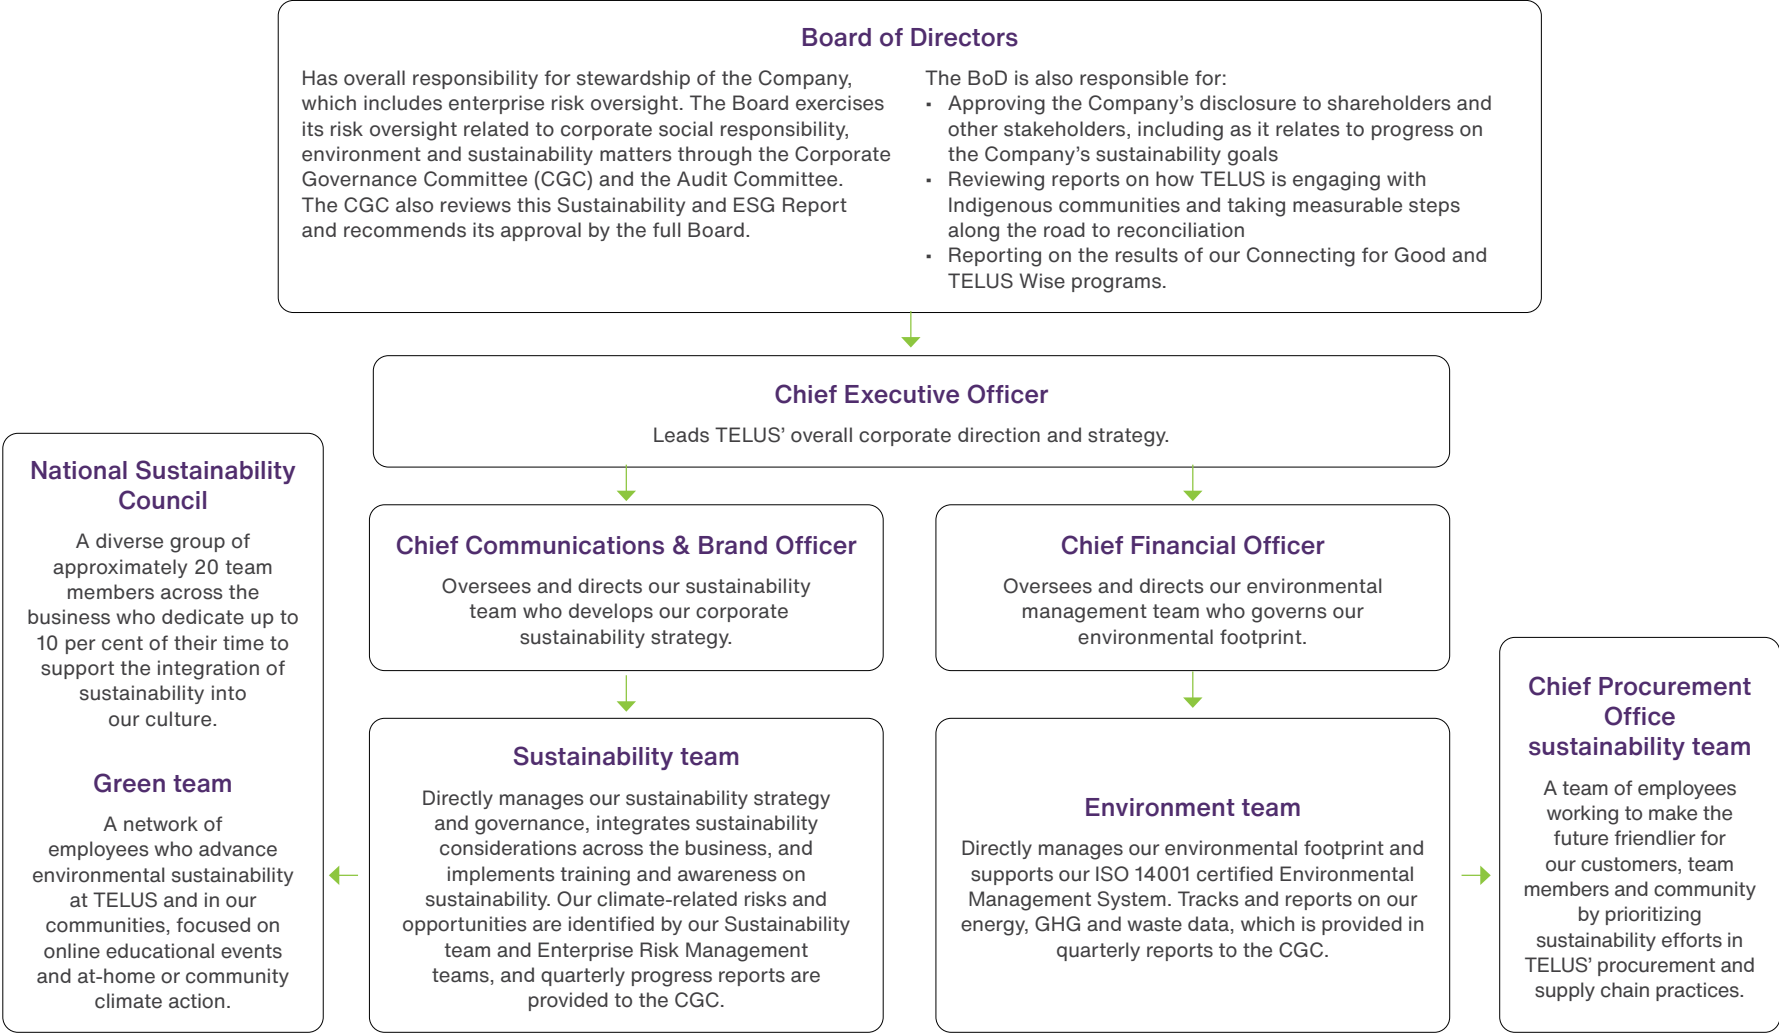 Board of Directors
Has overall responsibility for stewardship of the Company,
which includes enterprise risk oversight. The Board exercises
its risk oversight related to corporate social responsibility,
environment and sustainability matters through the Corporate
Governance Committee (CGC) and the Audit Committee.
The CGC also reviews this Sustainability and ESG Report
and recommends its approval by the full Board.
The BoD is also responsible for:
▪ Approving the Company’s disclosure to shareholders and
other stakeholders, including as it relates to progress on
the Company’s sustainability goals
▪ Reviewing reports on how TELUS is engaging with
Indigenous communities and taking measurable steps
along the road to reconciliation
▪ Reporting on the results of our Connecting for Good and
TELUS Wise programs.
Chief Executive Officer
Leads TELUS’ overall corporate direction and strategy.
National Sustainability
Council
A diverse group of
approximately 20 team
members across the
business who dedicate up to
10 per cent of their time to
support the integration of
sustainability into
our culture.
Green team
A network of
employees who advance
environmental sustainability
at TELUS and in our
communities, focused on
online educational events
and at-home or community
climate action.
Chief Communications & Brand Officer
Oversees and directs our sustainability
team who develops our corporate
sustainability strategy.
Sustainability team
Directly manages our sustainability strategy
and governance, integrates sustainability
considerations across the business, and
implements training and awareness on
sustainability. Our climate-related risks and
opportunities are identified by our Sustainability
team and Enterprise Risk Management
teams, and quarterly progress reports are
provided to the CGC.
Chief Financial Officer
Oversees and directs our environmental
management team who governs our
environmental footprint.
Environment team
Directly manages our environmental footprint and
supports our ISO 14001 certified Environmental
Management System. Tracks and reports on our
energy, GHG and waste data, which is provided in
quarterly reports to the CGC.
Chief Procurement
Office
sustainability team
A team of employees
working to make the
future friendlier for
our customers, team
members and community
by prioritizing
sustainability efforts in
TELUS’ procurement and
supply chain practices.